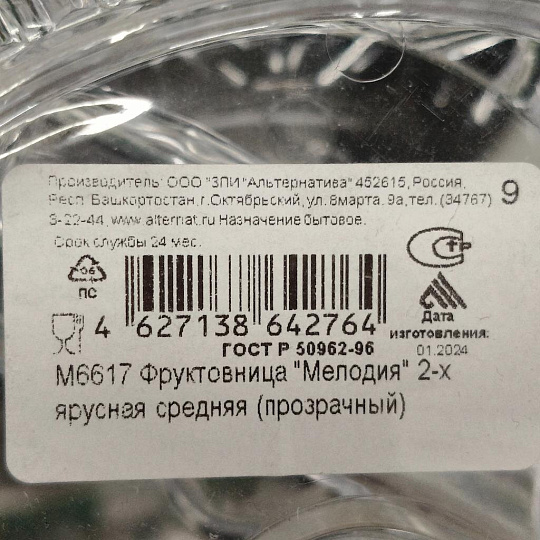 Производитель: ООО "ЗПИ "Альтернатива" 452615, Россия,
Респ. Башкортостан, г.Октябрьский, ул. 8марта, 9а, тел. (34767)
3-22-44, www.alternat.ru Назначение бытовое.
Срок службы 24 мес.
9
06
ПС
4 627138 642764
ГОСТ Р 50962-96
Дата
изготовления:
01.2024
М6617 Фруктовница "Мелодия" 2-х
ярусная средняя (прозрачный)